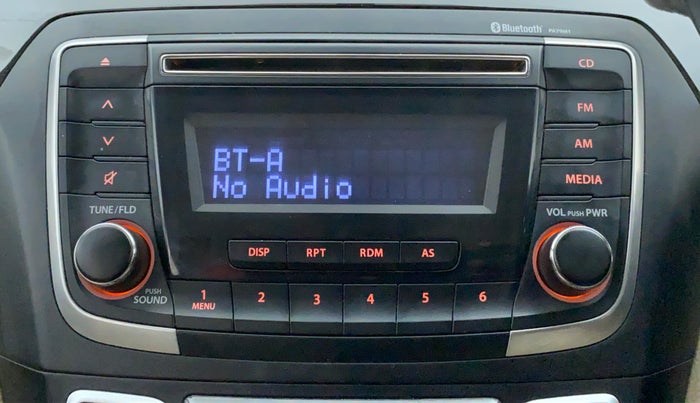 Bluetooth
CD
FM
AM
MEDIA
BT-A
No Audio
TUNE/FLD
VOL PUSH PWR
DISP RPT RDM AS
PUSH
SOUND
1 2 3 4 5 6
MENU